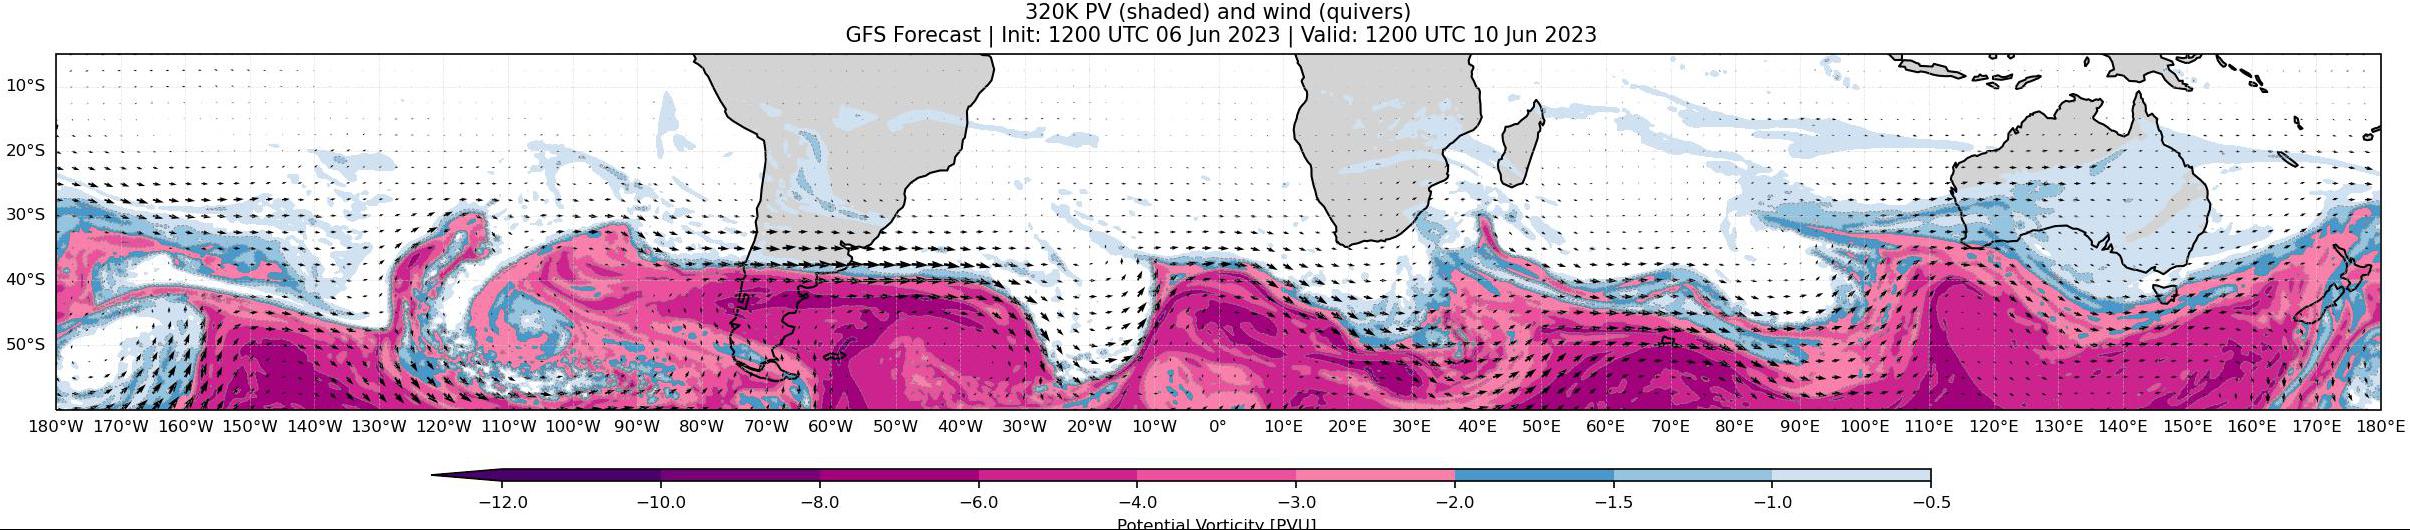 320K PV (shaded) and wind (quivers)
GFS Forecast | Init: 1200 UTC 06 Jun 2023 | Valid: 1200 UTC 10 Jun 2023
10°S
20°S
30°S
40°S
50°S
180°W 170°W 160°W 150°W 140°W 130°W 120°W 110°W 100°W 90°W 80°W 70°W 60°W 50°W 40°W 30°W 20°W 10°W 0° 10°E 20°E 30°E 40°E 50°E 60°E 70°E 80°E 90°E 100°E 110°E 120°E 130°E 140°E 150°E 160°E 170°E 180°E
−12.0 −10.0 −8.0 −6.0 −4.0 −3.0 −2.0 −1.5 −1.0 −0.5
Potential Vorticity [PVU]